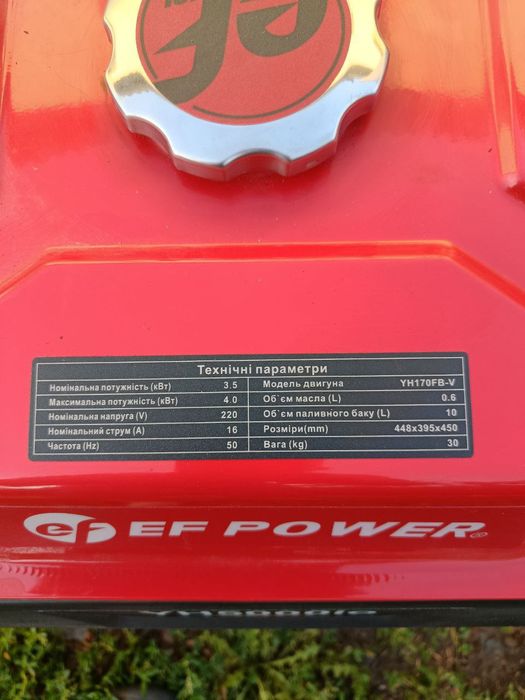 Технічні параметри
Номінальна потужність (кВт) 3.5 Модель двигуна YH170FB-V
Максимальна потужність (кВт) 4.0 Об`єм масла (L) 0.6
Номінальна напруга (V) 220 Об`єм паливного баку (L) 10
Номінальний струм (A) 16 Розміри(mm) 448x395x450
Частота (Hz) 50 Вага (kg) 30
ef EF POWER®